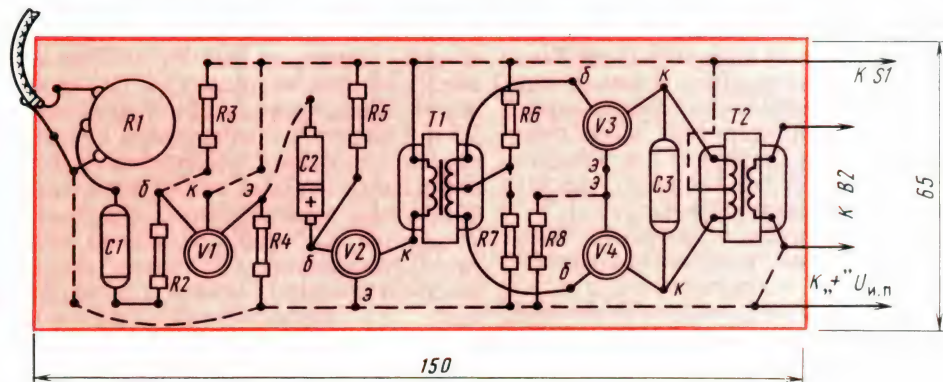 К S1
R1
R3
R5
T1
R6
б
V3
к
T2
C2
+
э
э
C3
К B2
65
б
к
э
C1
R2
V1
R4
б
V2
к
R7
R8
V4
э
б
к
К „+" Uи.п
150